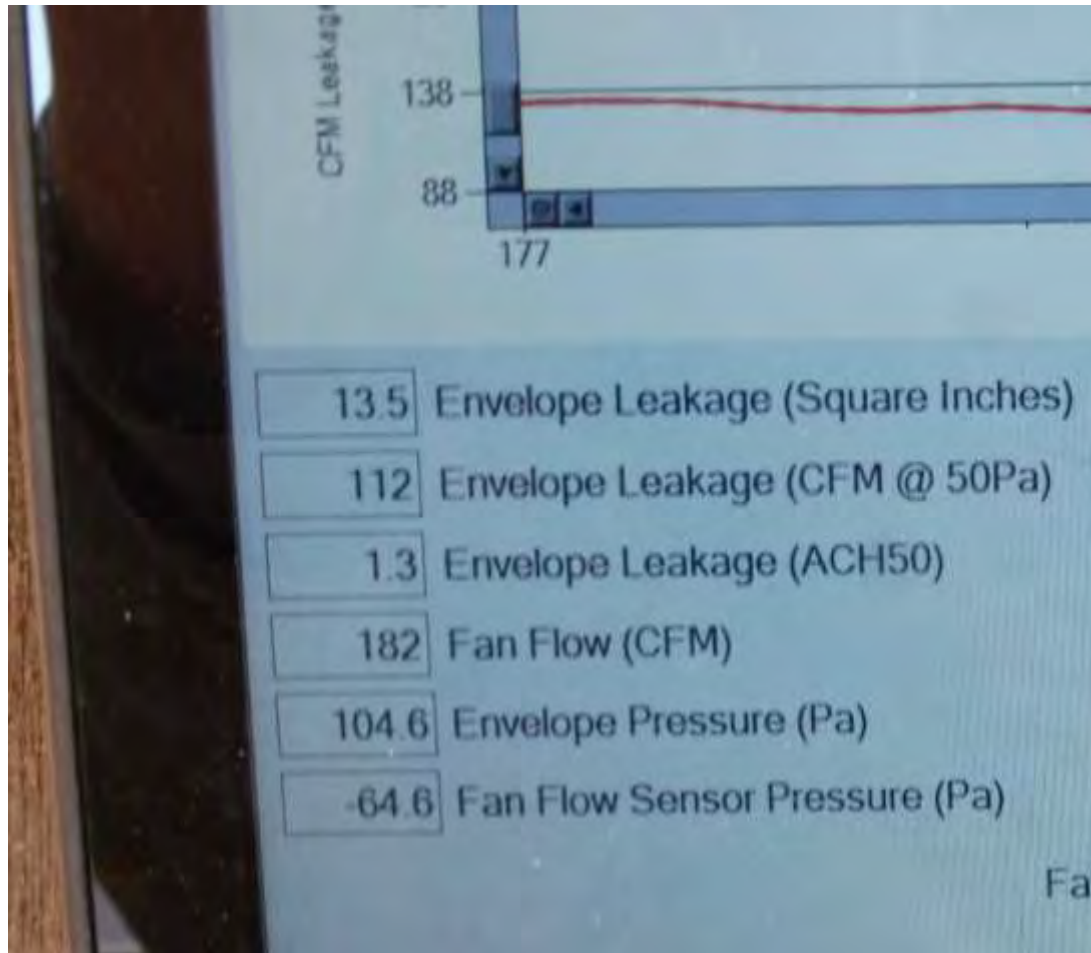 CFM Leakage
138
88
177
13.5 Envelope Leakage (Square Inches)
112 Envelope Leakage (CFM @ 50Pa)
1.3 Envelope Leakage (ACH50)
182 Fan Flow (CFM)
104.6 Envelope Pressure (Pa)
-64.6 Fan Flow Sensor Pressure (Pa)
Fa